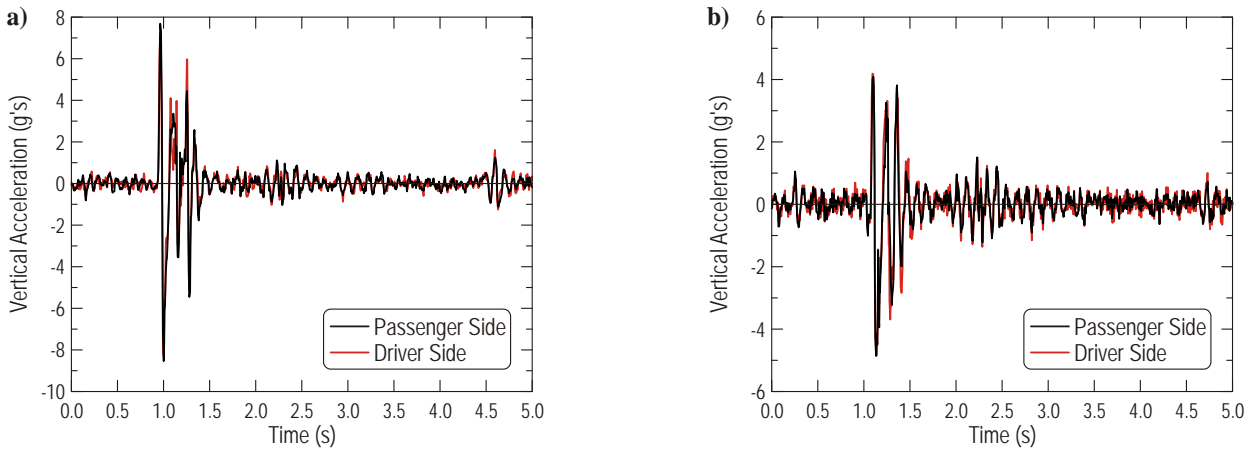 a)
8
6
4
2
0
-2
-4
-6
-8
-10
Vertical Acceleration (g's)
Passenger Side
Driver Side
0.0 0.5 1.0 1.5 2.0 2.5 3.0 3.5 4.0 4.5 5.0
Time (s)
b)
6
4
2
0
-2
-4
-6
Vertical Acceleration (g's)
Passenger Side
Driver Side
0.0 0.5 1.0 1.5 2.0 2.5 3.0 3.5 4.0 4.5 5.0
Time (s)